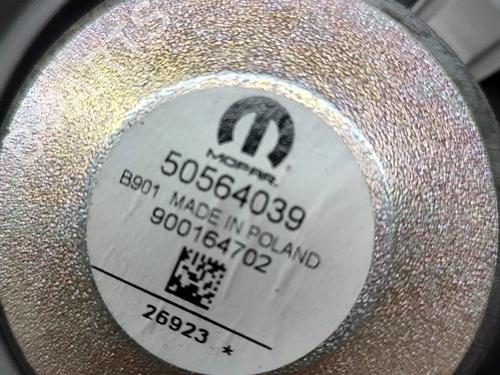 MOPAR
50564039
B901 MADE IN POLAND
900164702
26923 *